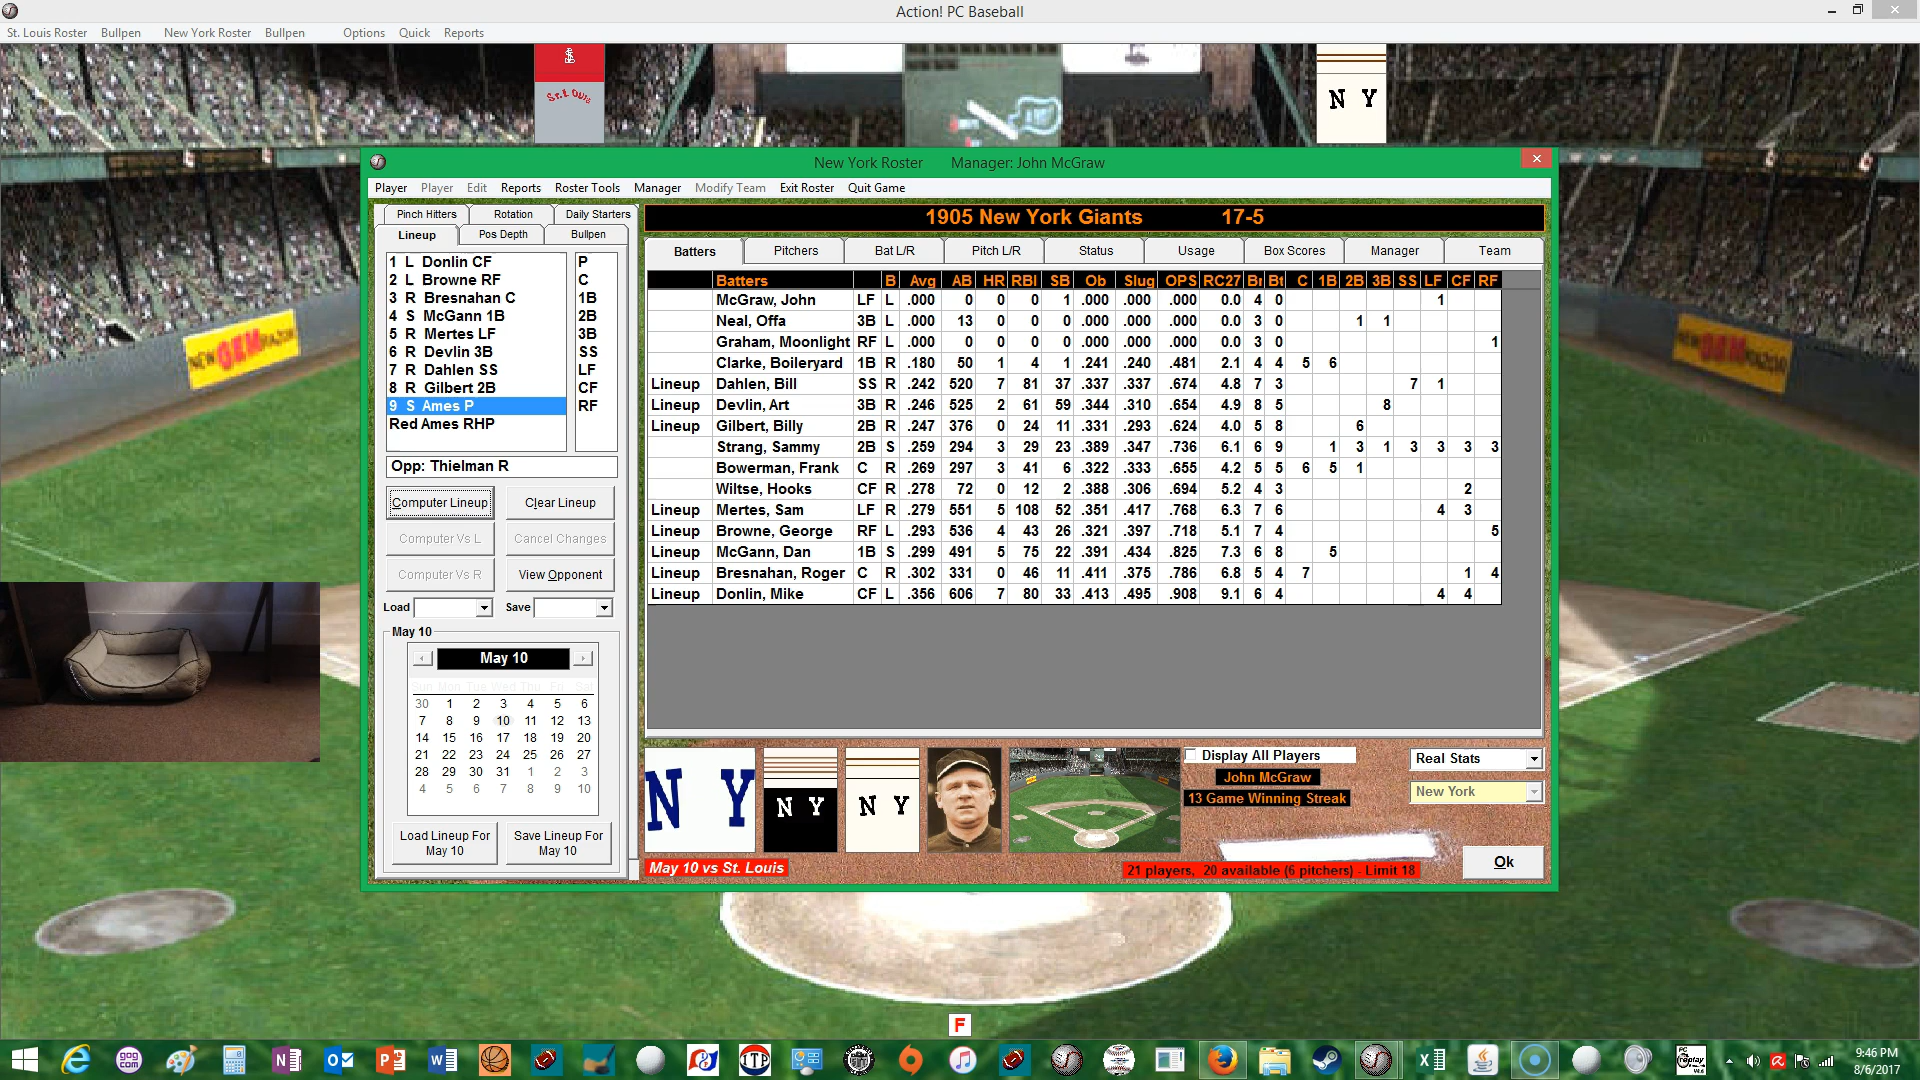 Action! PC Baseball
St. Louis Roster Bullpen New York Roster Bullpen Options Quick Reports
St. Louis
N Y
New York Roster Manager: John McGraw
Player Player Edit Reports Roster Tools Manager Modify Team Exit Roster Quit Game
Pinch Hitters Rotation Daily Starters
Lineup Pos Depth Bullpen
1 L Donlin CF P
2 L Browne RF C
3 R Bresnahan C 1B
4 S McGann 1B 2B
5 R Mertes LF 3B
6 R Devlin 3B SS
7 R Dahlen SS LF
8 R Gilbert 2B CF
9 S Ames P RF
Red Ames RHP
Opp: Thielman R
Computer Lineup Clear Lineup
Computer Vs L Cancel Changes
Computer Vs R View Opponent
Load Save
May 10
May 10
Sun Mon Tue Wed Thu Fri Sat
30 1 2 3 4 5 6
7 8 9 10 11 12 13
14 15 16 17 18 19 20
21 22 23 24 25 26 27
28 29 30 31 1 2 3
4 5 6 7 8 9 10
Load Lineup For May 10 Save Lineup For May 10
1905 New York Giants 17-5
Batters Pitchers Bat L/R Pitch L/R Status Usage Box Scores Manager Team
Batters B Avg AB HR RBI SB Ob Slug OPS RC27 Br Bt C 1B 2B 3B SS LF CF RF
McGraw, John LF L .000 0 0 0 1 .000 .000 .000 0.0 4 0 1
Neal, Offa 3B L .000 13 0 0 0 .000 .000 .000 0.0 3 0 1 1
Graham, Moonlight RF L .000 0 0 0 0 .000 .000 .000 0.0 3 0 1
Clarke, Boileryard 1B R .180 50 1 4 1 .241 .240 .481 2.1 4 4 5 6
Lineup Dahlen, Bill SS R .242 520 7 81 37 .337 .337 .674 4.8 7 3 7 1
Lineup Devlin, Art 3B R .246 525 2 61 59 .344 .310 .654 4.9 8 5 8
Lineup Gilbert, Billy 2B R .247 376 0 24 11 .331 .293 .624 4.0 5 8 6
Strang, Sammy 2B S .259 294 3 29 23 .389 .347 .736 6.1 6 9 1 3 1 3 3 3 3
Bowerman, Frank C R .269 297 3 41 6 .322 .333 .655 4.2 5 5 6 5 1
Wiltse, Hooks CF R .278 72 0 12 2 .388 .306 .694 5.2 4 3 2
Lineup Mertes, Sam LF R .279 551 5 108 52 .351 .417 .768 6.3 7 6 4 3
Lineup Browne, George RF L .293 536 4 43 26 .321 .397 .718 5.1 7 4 5
Lineup McGann, Dan 1B S .299 491 5 75 22 .391 .434 .825 7.3 6 8 5
Lineup Bresnahan, Roger C R .302 331 0 46 11 .411 .375 .786 6.8 5 4 7 1 4
Lineup Donlin, Mike CF L .356 606 7 80 33 .413 .495 .908 9.1 6 4 4 4
N Y N Y N Y
Display All Players
John McGraw
13 Game Winning Streak
Real Stats
New York
May 10 vs St. Louis
21 players, 20 available (6 pitchers) - Limit 18
Ok
NEW GEM RAZOR
F
9:46 PM
8/6/2017